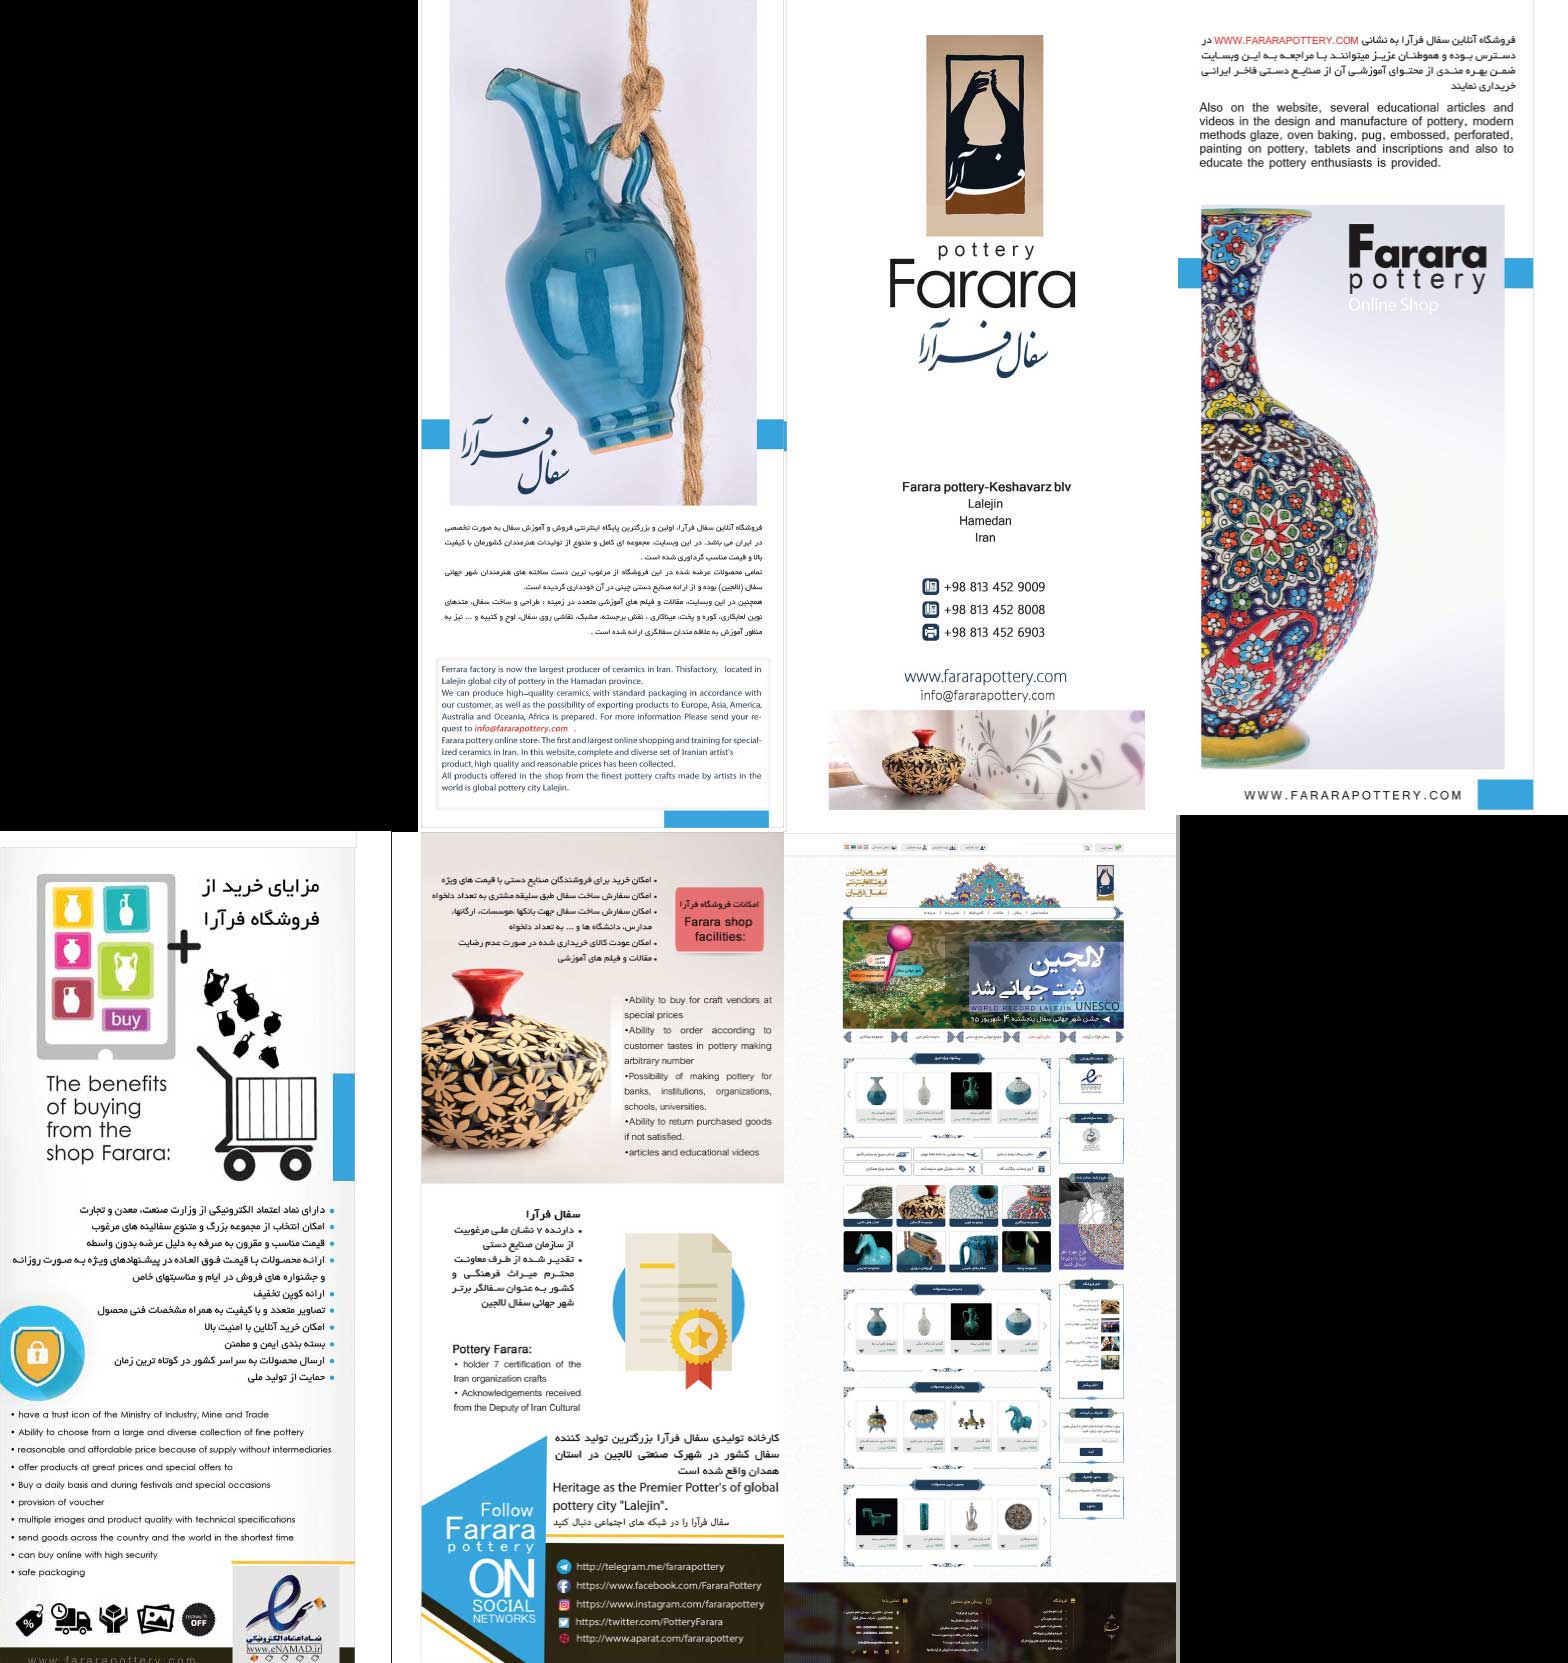 سفال فرآرا
فروشگاه آنلاین سفال فرآرا، اولین و بزرگترین پایگاه اینترنتی فروش و آموزش سفال به صورت تخصصی
در ایران می باشد. در این وبسایت، مجموعه ای کامل و متنوع از تولیدات هنرمندان کشورمان با کیفیت
بالا و قیمت مناسب گرداوری شده است .
تمامی محصولات عرضه شده در این فروشگاه از مرغوب ترین دست ساخته های هنرمندان شهر جهانی
سفال (لالجین) بوده و از ارائه صنایع دستی چینی در آن خودداری گردیده است.
همچنین در این وبسایت، مقالات و فیلم های آموزشی متعدد در زمینه : طراحی و ساخت سفال، متدهای
نوین لعابکاری، کوره و پخت، میناکاری ، نقش برجسته، مشبک، نقاشی روی سفال، لوح و کتیبه و ... نیز به
منظور آموزش به علاقه مندان سفالگری ارائه شده است .
Ferrara factory is now the largest producer of ceramics in Iran. Thisfactory, located in
Lalejin global city of pottery in the Hamadan province.
We can produce high-quality ceramics, with standard packaging in accordance with
our customer, as well as the possibility of exporting products to Europe, Asia, America,
Australia and Oceania, Africa is prepared. For more information Please send your re-
quest to info@fararapottery.com .
Farara pottery online store: The first and largest online shopping and training for special-
ized ceramics in Iran. In this website, complete and diverse set of Iranian artist's
product, high quality and reasonable prices has been collected.
All products offered in the shop from the finest pottery crafts made by artists in the
world is global pottery city Lalejin.
فرآرا
pottery
Farara
سفال فرآرا
Farara pottery-Keshavarz blv
Lalejin
Hamedan
Iran
+98 813 452 9009
+98 813 452 8008
+98 813 452 6903
www.fararapottery.com
info@fararapottery.com
فروشگاه آنلاین سفال فرآرا به نشانی WWW.FARARAPOTTERY.COM در
دسترس بوده و هموطنان عزیز میتوانند با مراجعه به این وبسایت
ضمن بهره مندی از محتوای آموزشی آن از صنایع دستی فاخر ایرانی
خریداری نمایند
Also on the website, several educational articles and
videos in the design and manufacture of pottery, modern
methods glaze, oven baking, pug, embossed, perforated,
painting on pottery, tablets and inscriptions and also to
educate the pottery enthusiasts is provided.
Farara
pottery
Online Shop
WWW.FARARAPOTTERY.COM
مزایای خرید از
فروشگاه فرآرا
buy
The benefits
of buying
from the
shop Farara:
• دارای نماد اعتماد الکترونیکی از وزارت صنعت، معدن و تجارت
• امکان انتخاب از مجموعه بزرگ و متنوع سفالینه های مرغوب
• قیمت مناسب و مقرون به صرفه به دلیل عرضه بدون واسطه
• ارائه محصولات با قیمت فوق العاده در پیشنهادهای ویژه به صورت روزانه
و جشنواره های فروش در ایام و مناسبتهای خاص
• ارائه کوپن تخفیف
• تصاویر متعدد و با کیفیت به همراه مشخصات فنی محصول
• امکان خرید آنلاین با امنیت بالا
• بسته بندی ایمن و مطمئن
• ارسال محصولات به سراسر کشور در کوتاه ترین زمان
• حمایت از تولید ملی
• have a trust icon of the Ministry of Industry, Mine and Trade
• Ability to choose from a large and diverse collection of fine pottery
• reasonable and affordable price because of supply without intermediaries
• offer products at great prices and special offers to
• Buy a daily basis and during festivals and special occasions
• provision of voucher
• multiple images and product quality with technical specifications
• send goods across the country and the world in the shortest time
• can buy online with high security
• safe packaging
FESTIVAL %
OFF
نماد اعتماد الکترونیکی
www.eNAMAD.ir
www.fararapottery.com
• امکان خرید برای فروشندگان صنایع دستی با قیمت های ویژه
• امکان سفارش ساخت سفال طبق سلیقه مشتری به تعداد دلخواه
• امکان سفارش ساخت سفال جهت بانکها ،موسسات، ارگانها،
مدارس، دانشگاه ها و ... به تعداد دلخواه
• امکان عودت کالای خریداری شده در صورت عدم رضایت
• مقالات و فیلم های آموزشی
امکانات فروشگاه فرآرا
Farara shop
facilities:
•Ability to buy for craft vendors at
special prices
•Ability to order according to
customer tastes in pottery making
arbitrary number
•Possibility of making pottery for
banks, institutions, organizations,
schools, universities.
•Ability to return purchased goods
if not satisfied.
•articles and educational videos
سفال فرآرا
• دارنده ۷ نشان ملی مرغوبیت
از سازمان صنایع دستی
• تقدیر شده از طرف معاونت
محترم میراث فرهنگی و
کشور به عنوان سفالگر برتر
شهر جهانی سفال لالجین
Pottery Farara:
• holder 7 certification of the
Iran organization crafts
• Acknowledgements received
from the Deputy of Iran Cultural
کارخانه تولیدی سفال فرآرا بزرگترین تولید کننده
سفال کشور در شهرک صنعتی لالجین در استان
همدان واقع شده است
Heritage as the Premier Potter's of global
pottery city "Lalejin".
سفال فرآرا را در شبکه های اجتماعی دنبال کنید
Follow
Farara
pottery
ON
SOCIAL
NETWORKS
http://telegram.me/fararapottery
https://www.facebook.com/FararaPottery
https://www.instagram.com/fararapottery
https://twitter.com/PotteryFarara
http://www.aparat.com/fararapottery
لالجین
ثبت جهانی شد
WORLD RECORD LALEJIN UNESCO
جشن شهر جهانی سفال پنجشنبه ۴ شهریور ۹۵